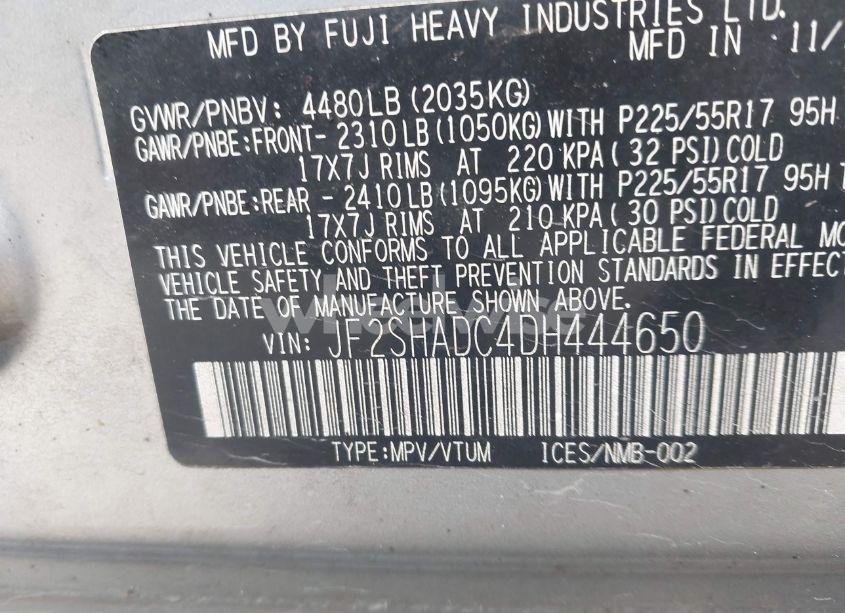 MFD BY FUJI HEAVY INDUSTRIES LTD.
MFD IN 11/
GVWR/PNBV: 4480LB (2035KG)
GAWR/PNBE:FRONT- 2310LB (1050KG) WITH P225/55R17 95H
17X7J RIMS AT 220 KPA ( 32 PSI) COLD
GAWR/PNBE:REAR - 2410LB (1095KG) WITH P225/55R17 95H
17X7J RIMS AT 210 KPA ( 30 PSI) COLD
THIS VEHICLE CONFORMS TO ALL APPLICABLE FEDERAL MO
VEHICLE SAFETY AND THEFT PREVENTION STANDARDS IN EFFECT
THE DATE OF MANUFACTURE SHOWN ABOVE.
wheelwise
VIN: JF2SHADC4DH444650
TYPE:MPV/VTUM ICES/NMB-002